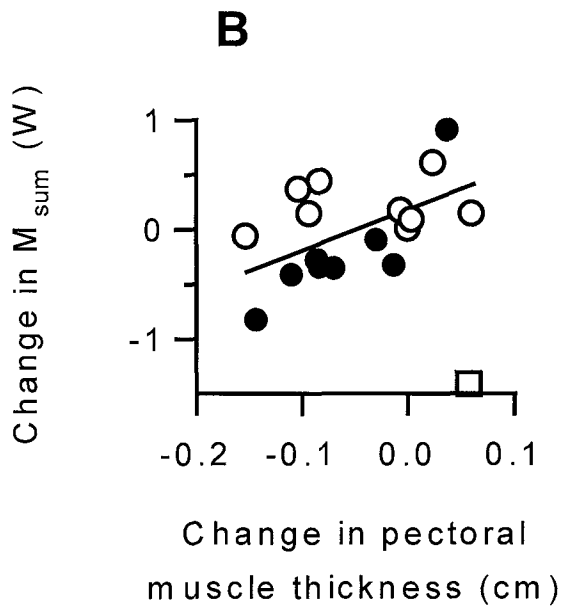 B
Change in M sum (W)
1
0
-1
-0.2 -0.1 0.0 0.1
Change in pectoral
muscle thickness (cm)